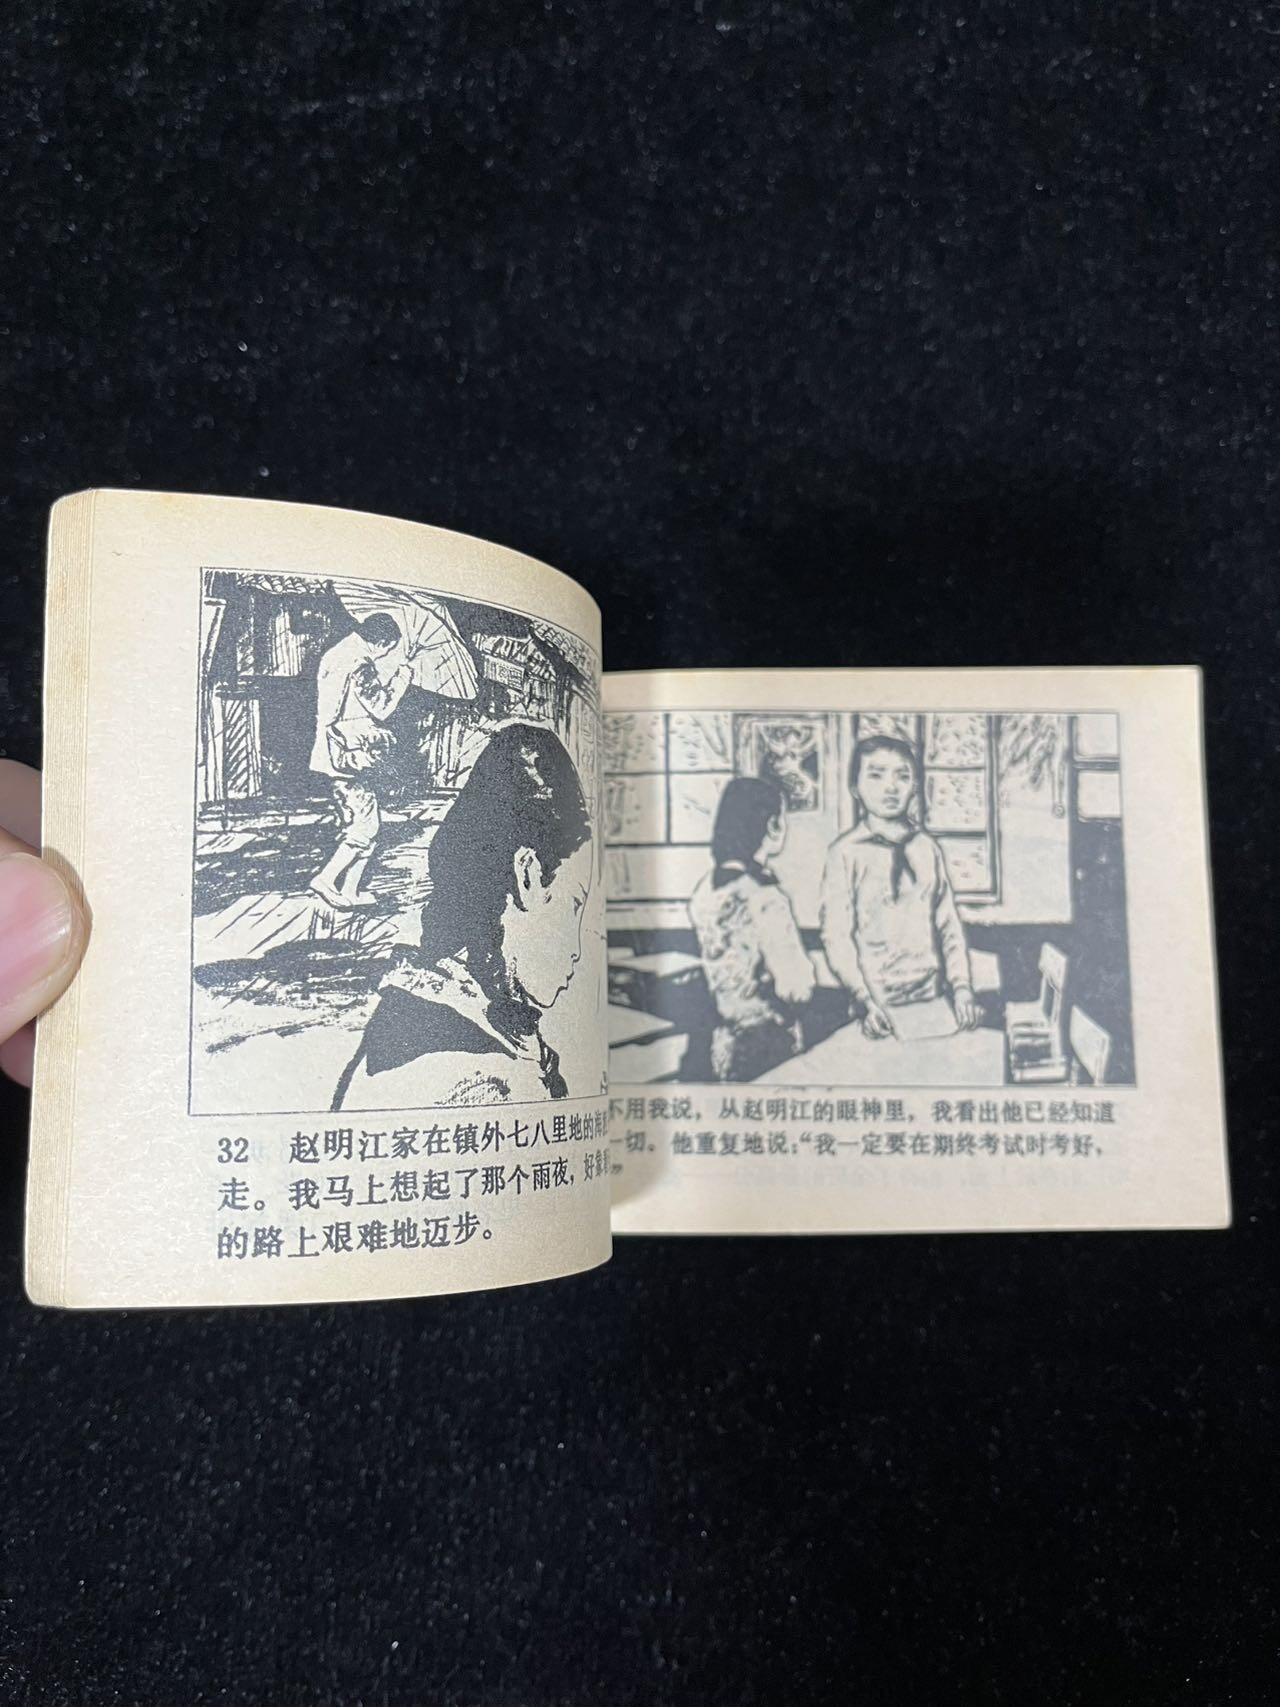 32　赵明江家在镇外七八里地的海
走。我马上想起了那个雨夜，好象
的路上艰难地迈步。
不用我说，从赵明江的眼神里，我看出他已经知道
一切。他重复地说：“我一定要在期终考试时考好，
”